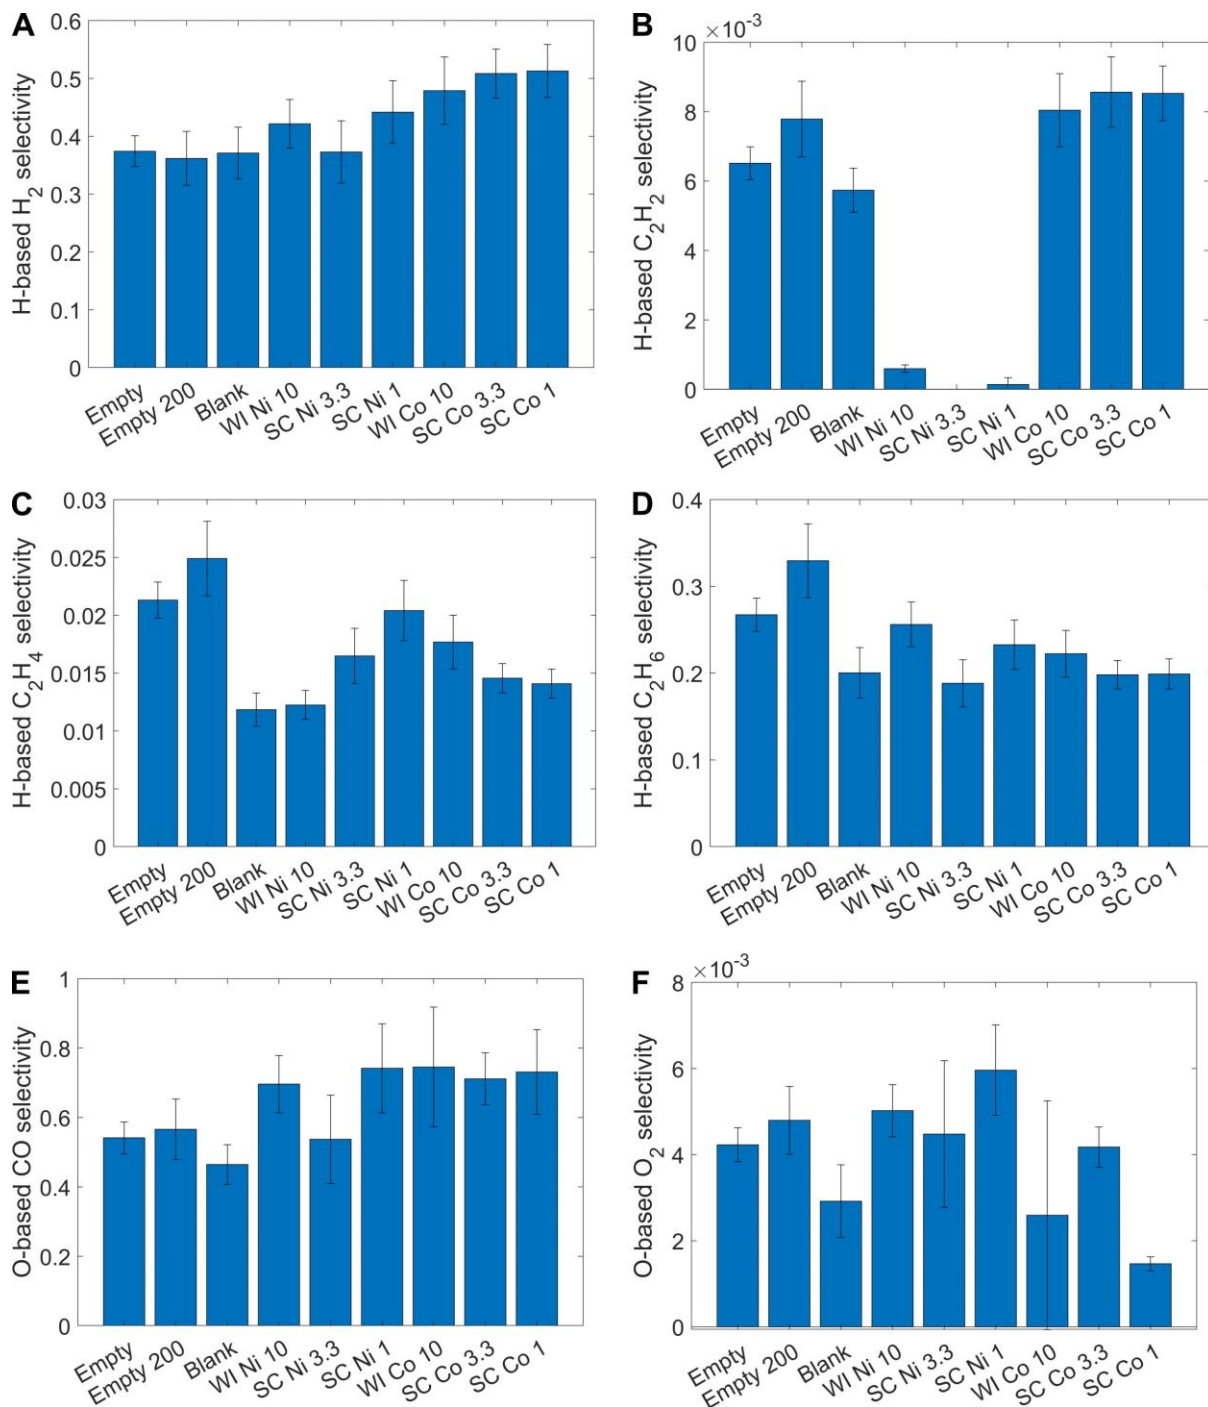 A
H-based H2 selectivity
0.6
0.5
0.4
0.3
0.2
0.1
0
Empty
Empty 200
Blank
WI Ni 10
SC Ni 3.3
SC Ni 1
WI Co 10
SC Co 3.3
SC Co 1
B
×10-3
H-based C2H2 selectivity
10
8
6
4
2
0
Empty
Empty 200
Blank
WI Ni 10
SC Ni 3.3
SC Ni 1
WI Co 10
SC Co 3.3
SC Co 1
C
H-based C2H4 selectivity
0.03
0.025
0.02
0.015
0.01
0.005
0
Empty
Empty 200
Blank
WI Ni 10
SC Ni 3.3
SC Ni 1
WI Co 10
SC Co 3.3
SC Co 1
D
H-based C2H6 selectivity
0.4
0.3
0.2
0.1
0
Empty
Empty 200
Blank
WI Ni 10
SC Ni 3.3
SC Ni 1
WI Co 10
SC Co 3.3
SC Co 1
E
O-based CO selectivity
1
0.8
0.6
0.4
0.2
0
Empty
Empty 200
Blank
WI Ni 10
SC Ni 3.3
SC Ni 1
WI Co 10
SC Co 3.3
SC Co 1
F
×10-3
O-based O2 selectivity
8
6
4
2
0
Empty
Empty 200
Blank
WI Ni 10
SC Ni 3.3
SC Ni 1
WI Co 10
SC Co 3.3
SC Co 1